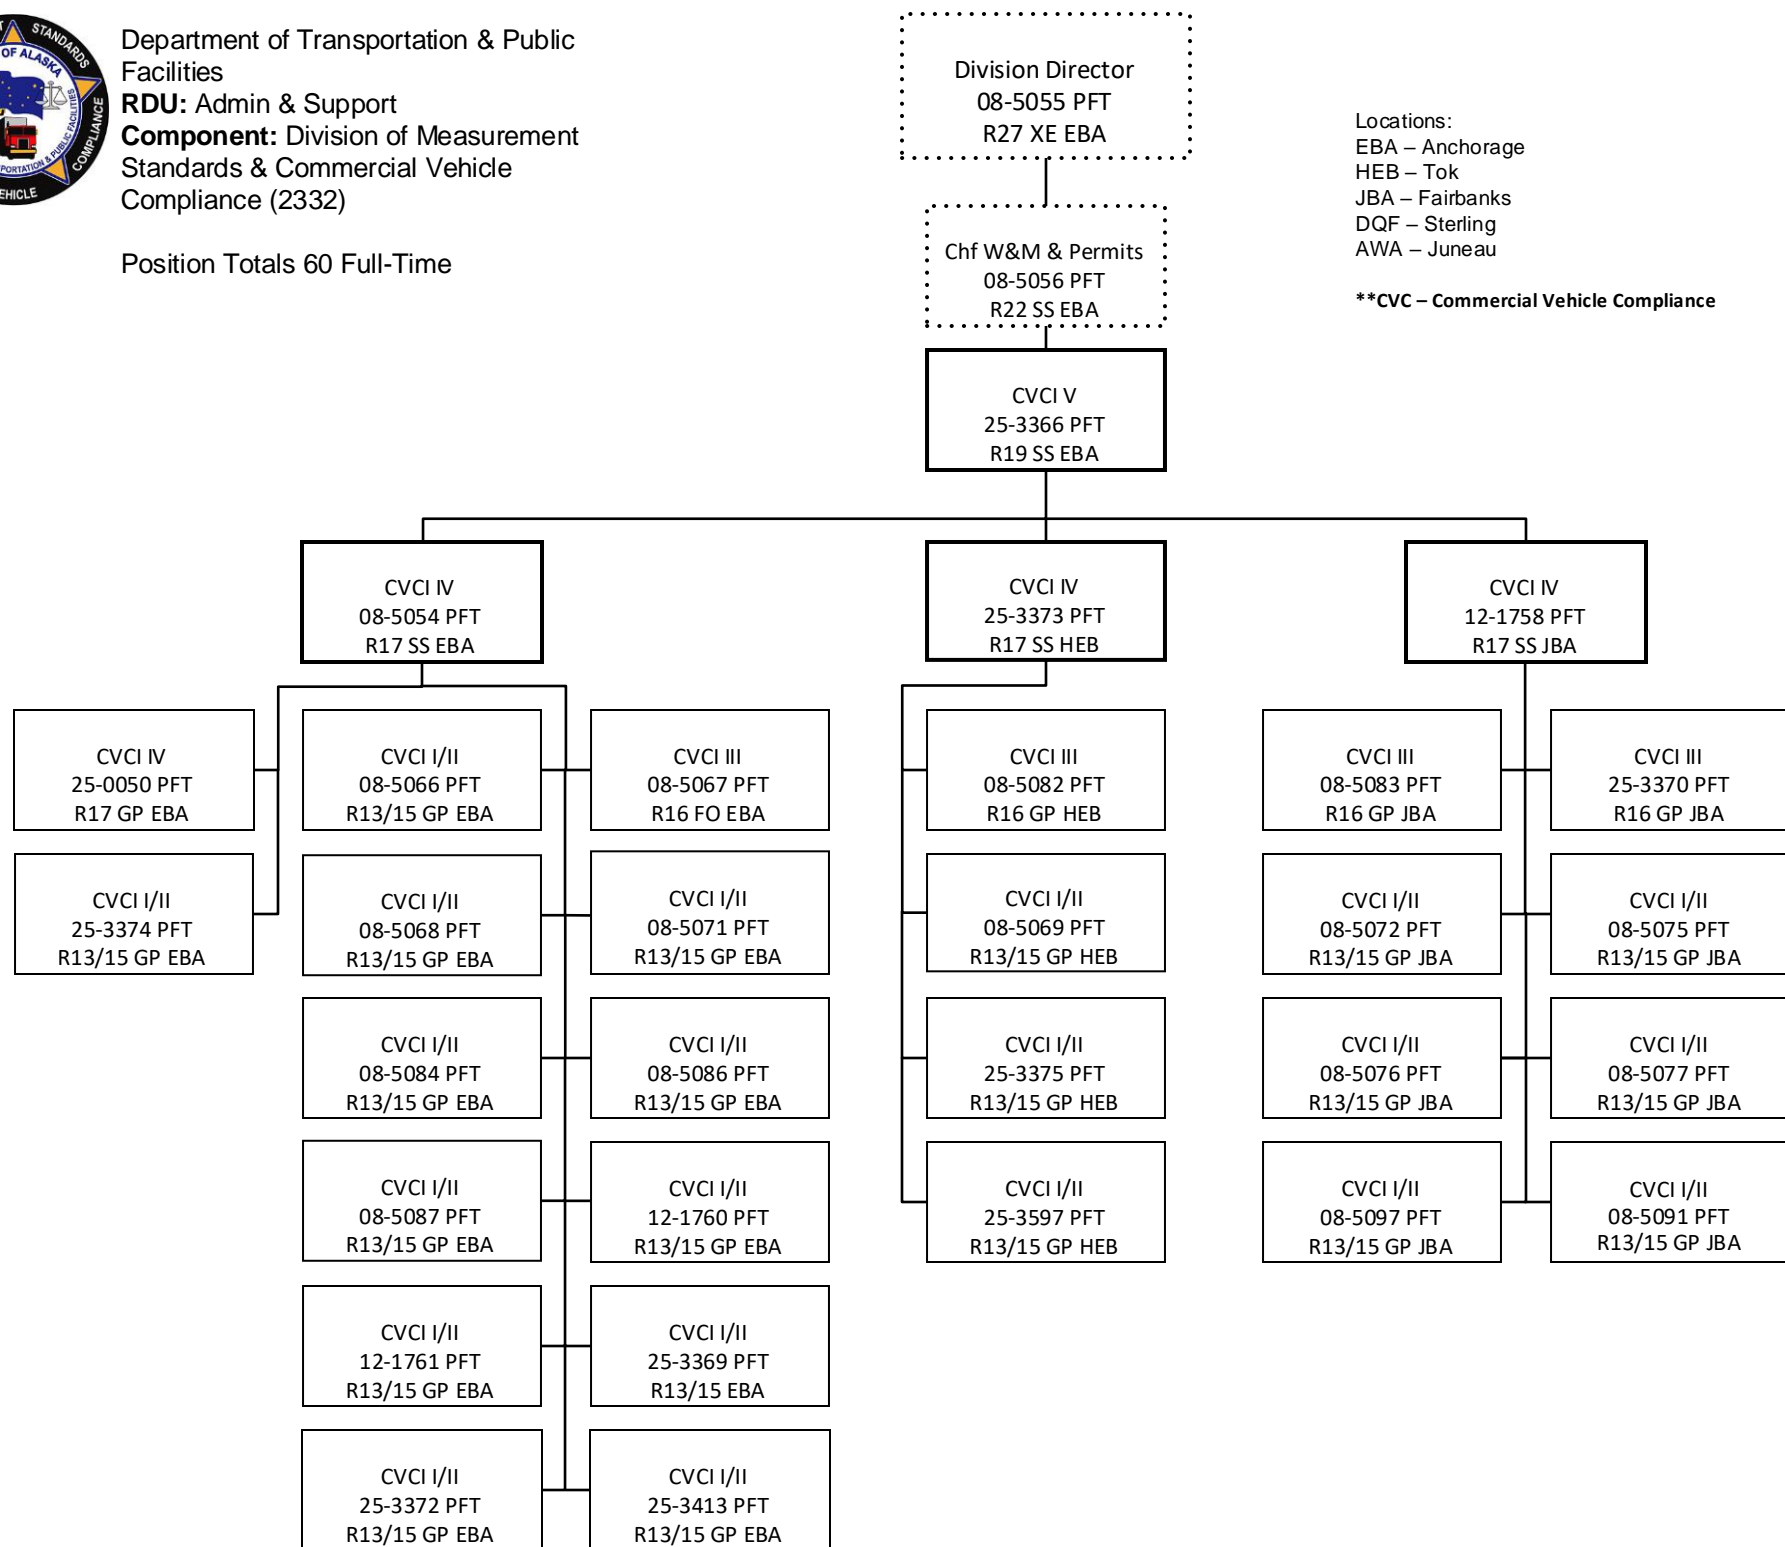 STANDARDS
OF ALASKA
COMPLIANCE
PUBLIC FACILITIES
EHICLE
Department of Transportation & Public
Facilities
RDU: Admin & Support
Component: Division of Measurement
Standards & Commercial Vehicle
Compliance (2332)
Position Totals 60 Full-Time
Division Director
08-5055 PFT
R27 XE EBA
Locations:
EBA – Anchorage
HEB – Tok
JBA – Fairbanks
DQF – Sterling
AWA – Juneau
**CVC – Commercial Vehicle Compliance
Chf W&M & Permits
08-5056 PFT
R22 SS EBA
CVCI V
25-3366 PFT
R19 SS EBA
CVCI IV
08-5054 PFT
R17 SS EBA
CVCI IV
25-3373 PFT
R17 SS HEB
CVCI IV
12-1758 PFT
R17 SS JBA
CVCI IV
25-0050 PFT
R17 GP EBA
CVCI I/II
08-5066 PFT
R13/15 GP EBA
CVCI III
08-5067 PFT
R16 FO EBA
CVCI III
08-5082 PFT
R16 GP HEB
CVCI III
08-5083 PFT
R16 GP JBA
CVCI III
25-3370 PFT
R16 GP JBA
CVCI I/II
25-3374 PFT
R13/15 GP EBA
CVCI I/II
08-5068 PFT
R13/15 GP EBA
CVCI I/II
08-5071 PFT
R13/15 GP EBA
CVCI I/II
08-5069 PFT
R13/15 GP HEB
CVCI I/II
08-5072 PFT
R13/15 GP JBA
CVCI I/II
08-5075 PFT
R13/15 GP JBA
CVCI I/II
08-5084 PFT
R13/15 GP EBA
CVCI I/II
08-5086 PFT
R13/15 GP EBA
CVCI I/II
25-3375 PFT
R13/15 GP HEB
CVCI I/II
08-5076 PFT
R13/15 GP JBA
CVCI I/II
08-5077 PFT
R13/15 GP JBA
CVCI I/II
08-5087 PFT
R13/15 GP EBA
CVCI I/II
12-1760 PFT
R13/15 GP EBA
CVCI I/II
25-3597 PFT
R13/15 GP HEB
CVCI I/II
08-5097 PFT
R13/15 GP JBA
CVCI I/II
08-5091 PFT
R13/15 GP JBA
CVCI I/II
12-1761 PFT
R13/15 GP EBA
CVCI I/II
25-3369 PFT
R13/15 EBA
CVCI I/II
25-3372 PFT
R13/15 GP EBA
CVCI I/II
25-3413 PFT
R13/15 GP EBA